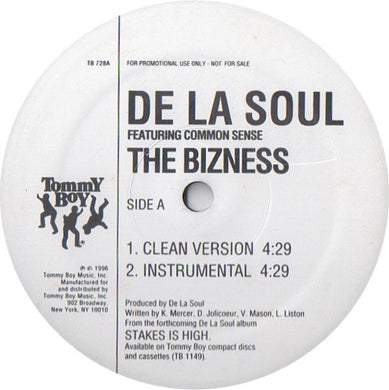 TB 728A
FOR PROMOTIONAL USE ONLY - NOT FOR SALE
DE LA SOUL
FEATURING COMMON SENSE
THE BIZNESS
TOMMY
BOY
SIDE A
1. CLEAN VERSION 4:29
2. INSTRUMENTAL 4:29
℗ © 1996
Tommy Boy Music, Inc.
Manufactured for
and distributed by
Tommy Boy Music, Inc.
902 Broadway.
New York, NY 10010
Produced by De La Soul
Written by K. Mercer, D. Jolicoeur, V. Mason, L. Liston
From the forthcoming De La Soul album
STAKES IS HIGH.
Available on Tommy Boy compact discs
and cassettes (TB 1149).